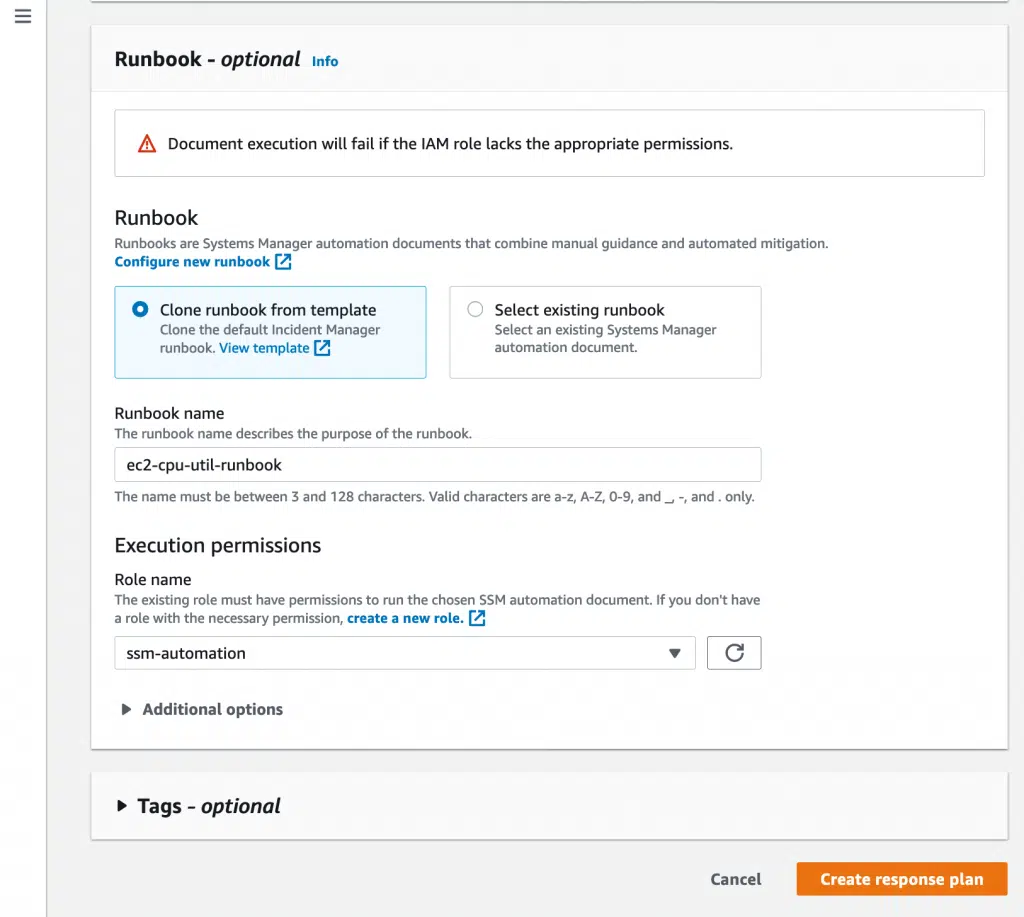 Runbook - optional Info
Document execution will fail if the IAM role lacks the appropriate permissions.
Runbook
Runbooks are Systems Manager automation documents that combine manual guidance and automated mitigation.
Configure new runbook
Clone runbook from template
Clone the default Incident Manager
runbook. View template
Select existing runbook
Select an existing Systems Manager
automation document.
Runbook name
The runbook name describes the purpose of the runbook.
ec2-cpu-util-runbook
The name must be between 3 and 128 characters. Valid characters are a-z, A-Z, 0-9, and _, -, and . only.
Execution permissions
Role name
The existing role must have permissions to run the chosen SSM automation document. If you don't have
a role with the necessary permission, create a new role.
ssm-automation
Additional options
Tags - optional
Cancel
Create response plan